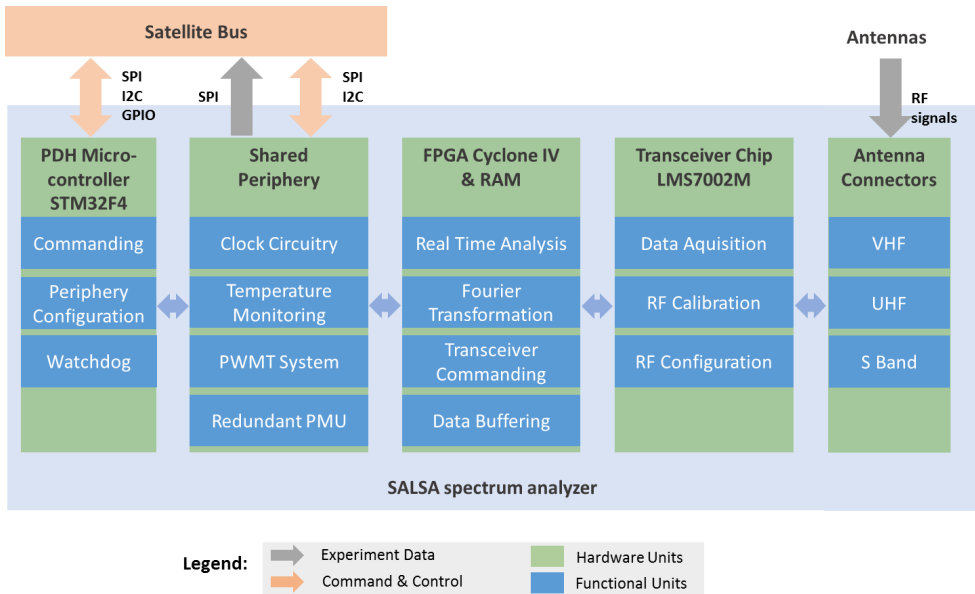 Satellite Bus
Antennas
SPI
I2C
GPIO
SPI
SPI
I2C
RF
signals
PDH Micro-
controller
STM32F4
Commanding
Periphery
Configuration
Watchdog
Shared
Periphery
Clock Circuitry
Temperature
Monitoring
PWMT System
Redundant PMU
FPGA Cyclone IV
& RAM
Real Time Analysis
Fourier
Transformation
Transceiver
Commanding
Data Buffering
Transceiver Chip
LMS7002M
Data Aquisition
RF Calibration
RF Configuration
Antenna
Connectors
VHF
UHF
S Band
SALSA spectrum analyzer
Legend:
Experiment Data
Command & Control
Hardware Units
Functional Units